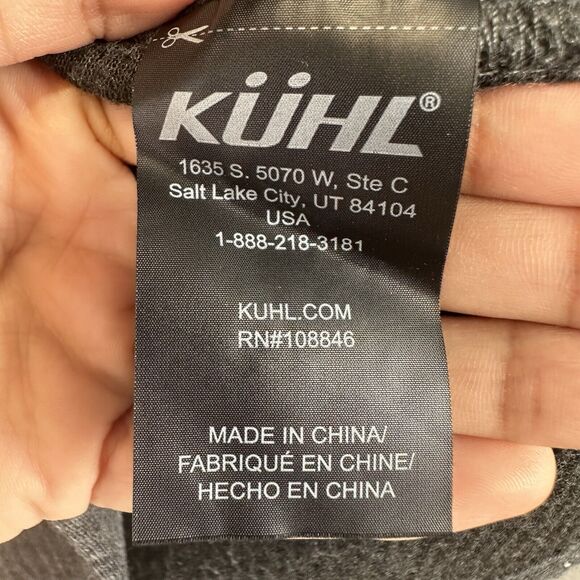 KÜHL®
1635 S. 5070 W, Ste C
Salt Lake City, UT 84104
USA
1-888-218-3181
KUHL.COM
RN#108846
MADE IN CHINA/
FABRIQUÉ EN CHINE/
HECHO EN CHINA